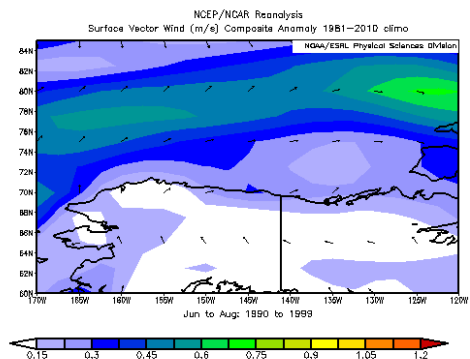 NCEP/NCAR Reanalysis
Surface Vector Wind (m/s) Composite Anomaly 1981-2010 climo
NOAA/ESRL Physical Sciences Division
84N
82N
80N
78N
76N
74N
72N
70N
68N
66N
64N
62N
60N
170W 165W 160W 155W 150W 145W 140W 135W 130W 125W 120W
Jun to Aug: 1990 to 1999
0.15 0.3 0.45 0.6 0.75 0.9 1.05 1.2